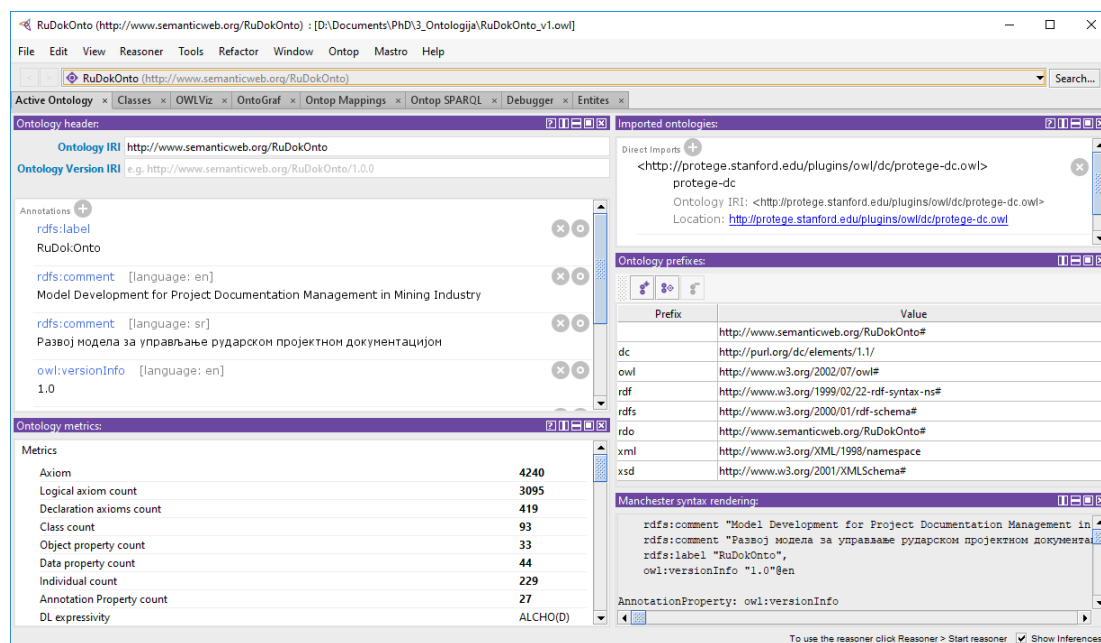 RuDokOnto (http://www.semanticweb.org/RuDokOnto) : [D:\Documents\PhD\3_Ontologija\RuDokOnto_v1.owl]
File Edit View Reasoner Tools Refactor Window Ontop Mastro Help
RuDokOnto (http://www.semanticweb.org/RuDokOnto)
Search...
Active Ontology × Classes × OWLViz × OntoGraf × Ontop Mappings × Ontop SPARQL × Debugger × Entites ×
Ontology header:
Ontology IRI http://www.semanticweb.org/RuDokOnto
Ontology Version IRI e.g. http://www.semanticweb.org/RuDokOnto/1.0.0
Annotations
rdfs:label
RuDokOnto
rdfs:comment [language: en]
Model Development for Project Documentation Management in Mining Industry
rdfs:comment [language: sr]
Развој модела за управљање рударском пројектном документацијом
owl:versionInfo [language: en]
1.0
Ontology metrics:
Metrics
Axiom 4240
Logical axiom count 3095
Declaration axioms count 419
Class count 93
Object property count 33
Data property count 44
Individual count 229
Annotation Property count 27
DL expressivity ALCHO(D)
Imported ontologies:
Direct Imports
<http://protege.stanford.edu/plugins/owl/dc/protege-dc.owl>
protege-dc
Ontology IRI: <http://protege.stanford.edu/plugins/owl/dc/protege-dc.owl>
Location: http://protege.stanford.edu/plugins/owl/dc/protege-dc.owl
Ontology prefixes:
Prefix Value
http://www.semanticweb.org/RuDokOnto#
dc http://purl.org/dc/elements/1.1/
owl http://www.w3.org/2002/07/owl#
rdf http://www.w3.org/1999/02/22-rdf-syntax-ns#
rdfs http://www.w3.org/2000/01/rdf-schema#
rdo http://www.semanticweb.org/RuDokOnto#
xml http://www.w3.org/XML/1998/namespace
xsd http://www.w3.org/2001/XMLSchema#
Manchester syntax rendering:
rdfs:comment "Model Development for Project Documentation Management in
rdfs:comment "Развој модела за управљање рударском пројектном документа
rdfs:label "RuDokOnto",
owl:versionInfo "1.0"@en
AnnotationProperty: owl:versionInfo
To use the reasoner click Reasoner > Start reasoner Show Inferences